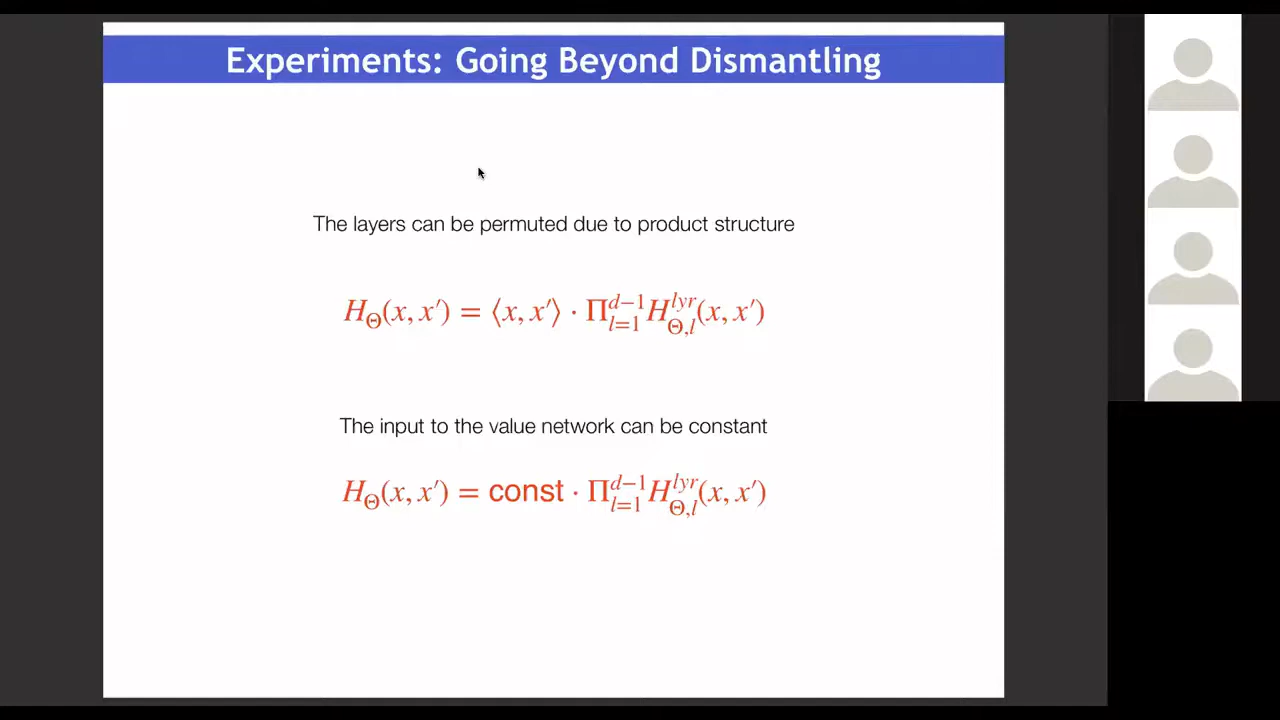 Experiments: Going Beyond Dismantling
The layers can be permuted due to product structure
H_Θ(x, x′) = ⟨x, x′⟩ · Π_{l=1}^{d−1} H_{Θ,l}^{lyr}(x, x′)
The input to the value network can be constant
H_Θ(x, x′) = const · Π_{l=1}^{d−1} H_{Θ,l}^{lyr}(x, x′)